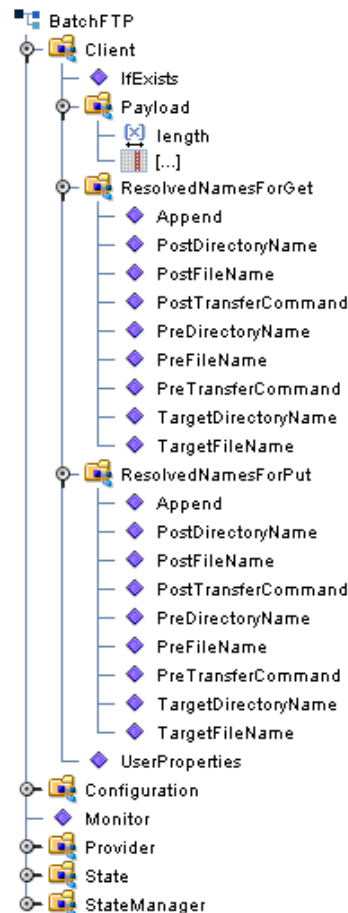 BatchFTP
Client
IfExists
Payload
length
[...]
ResolvedNamesForGet
Append
PostDirectoryName
PostFileName
PostTransferCommand
PreDirectoryName
PreFileName
PreTransferCommand
TargetDirectoryName
TargetFileName
ResolvedNamesForPut
Append
PostDirectoryName
PostFileName
PostTransferCommand
PreDirectoryName
PreFileName
PreTransferCommand
TargetDirectoryName
TargetFileName
UserProperties
Configuration
Monitor
Provider
State
StateManager